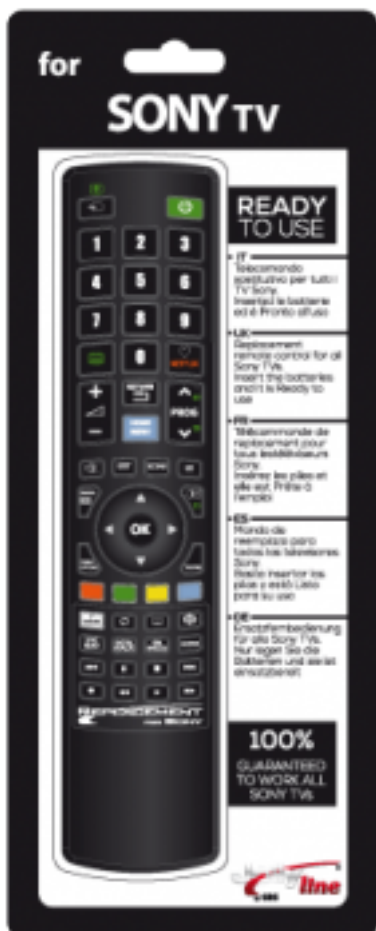 for
SONY TV
READY
TO USE
IT
Telecomando
sostitutivo per tutti i
TV Sony.
Inserisci le batterie
ed è Pronto all'uso
UK
Replacement
remote control for all
Sony TVs.
Insert the batteries
and it is Ready to
use
FR
Télécommande de
remplacement pour
tous les téléviseurs
Sony.
Insérez les piles et
elle est Prête à
l'emploi
ES
Mando de
reemplazo para
todos los televisores
Sony.
Basta insertar las
pilas y está Listo
para su uso
DE
Ersatzfernbedienung
für alle Sony TVs.
Nur legen Sie die
Batterien und sie ist
einsatzbereit
100%
GUARANTEED
TO WORK ALL
SONY TVs
1 2 3
4 5 6
7 8 9
0
+
PROG
-
OK
REPLACEMENT
FOR SONY
line